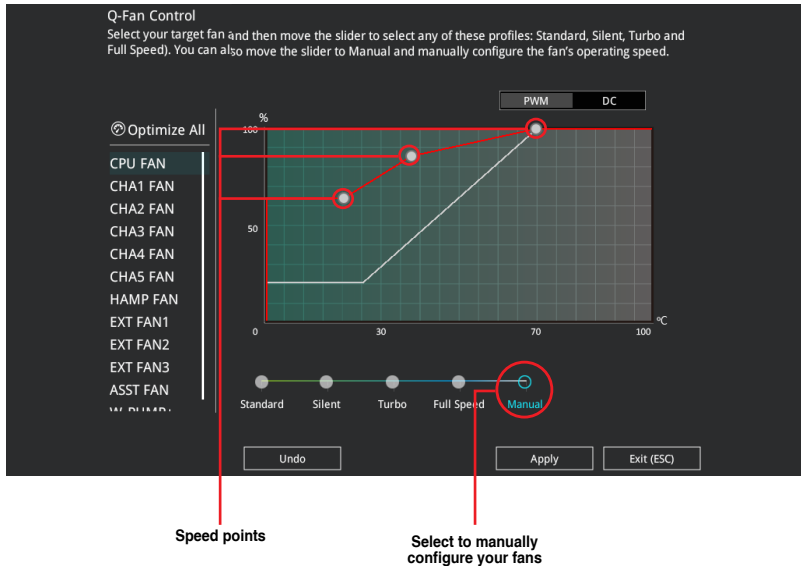 Q-Fan Control
Select your target fan and then move the slider to select any of these profiles: Standard, Silent, Turbo and
Full Speed). You can also move the slider to Manual and manually configure the fan's operating speed.
PWM DC
Optimize All
%
100
CPU FAN
CHA1 FAN
CHA2 FAN
CHA3 FAN
50
CHA4 FAN
CHA5 FAN
HAMP FAN
EXT FAN1
°C
0 30 70 100
EXT FAN2
EXT FAN3
ASST FAN
Standard Silent Turbo Full Speed Manual
Undo Apply Exit (ESC)
Speed points
Select to manually
configure your fans